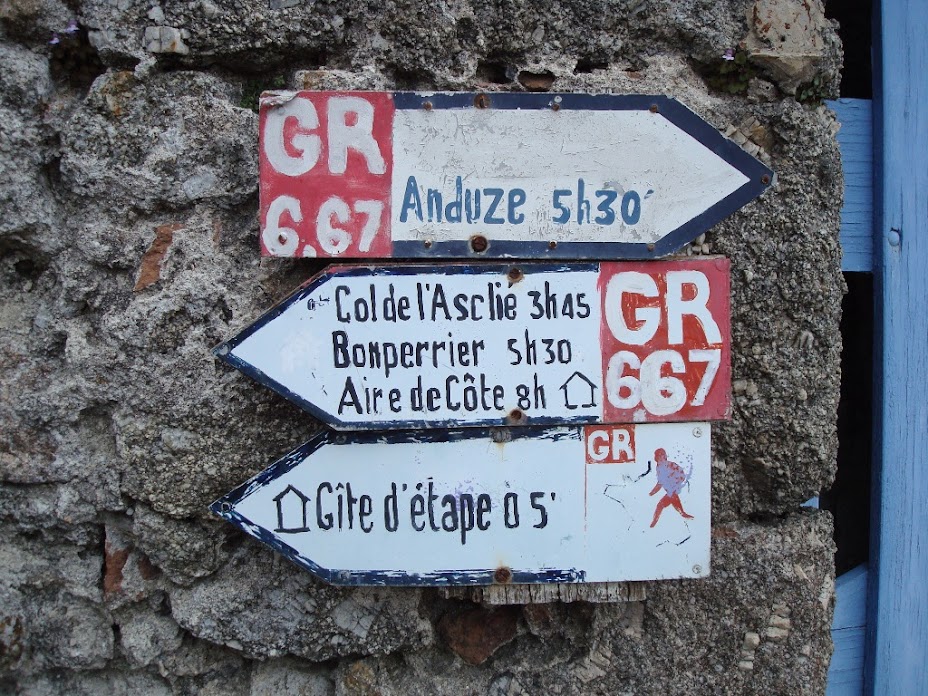 GR
6.67
Anduze 5h30'
Col de l'Asclie 3h45
Bonperrier 5h30
Aire de Côte 8h
GR
667
GR
Gîte d'étape 0 5'